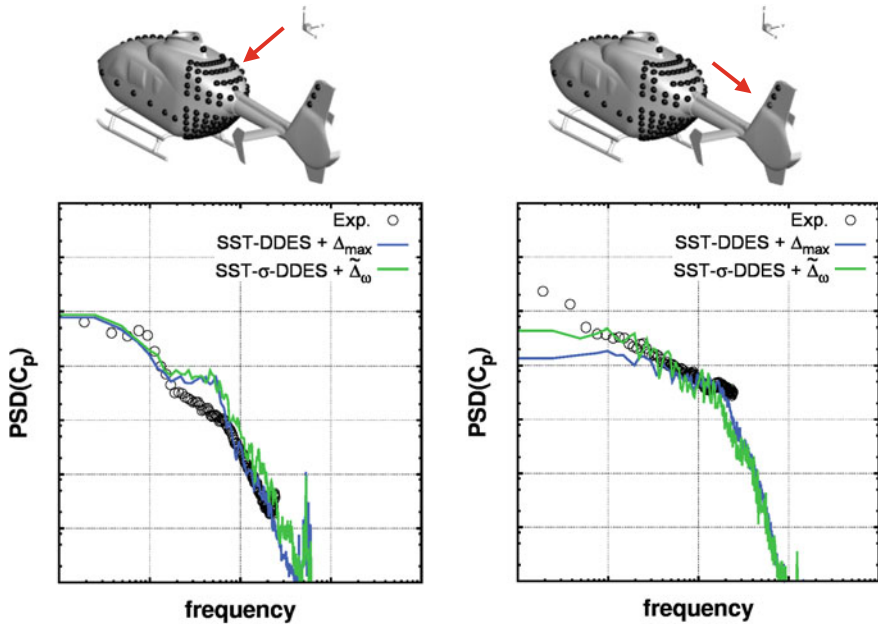 Exp.
SST-DDES + Δmax
SST-σ-DDES + Δ̃ω
PSD(Cp)
frequency
Exp.
SST-DDES + Δmax
SST-σ-DDES + Δ̃ω
PSD(Cp)
frequency